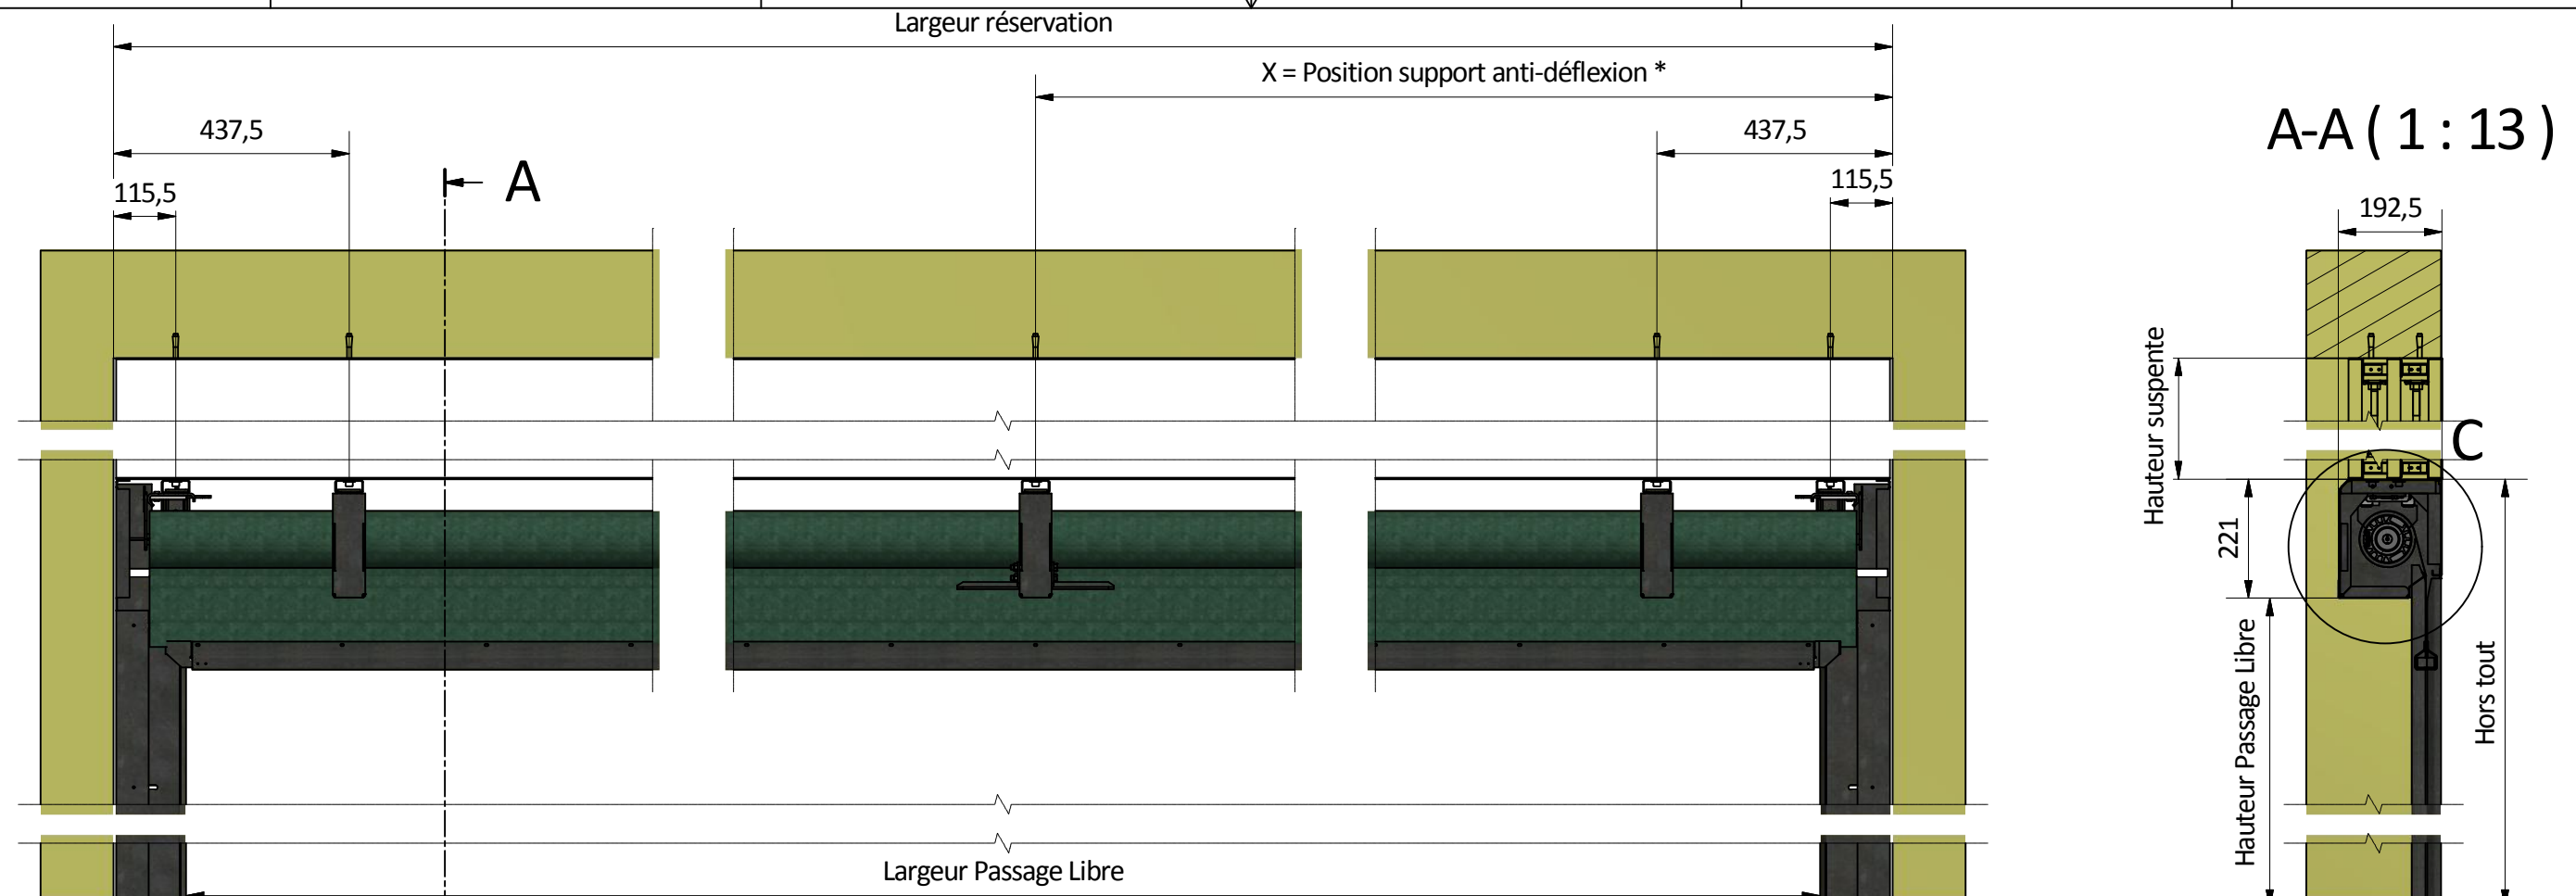 Largeur réservation
X = Position support anti-déflexion *
437,5
437,5
A-A ( 1 : 13 )
115,5
A
115,5
192,5
Hauteur suspente
C
221
Hauteur Passage Libre
Hors tout
Largeur Passage Libre